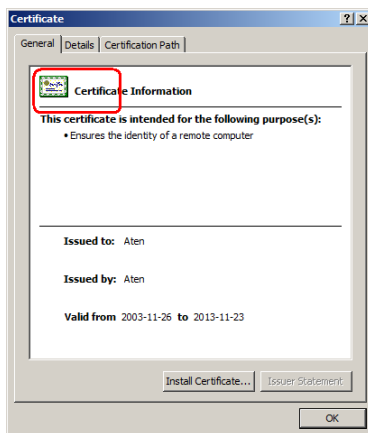 Certificate
General Details Certification Path
Certificate Information
This certificate is intended for the following purpose(s):
• Ensures the identity of a remote computer
Issued to: Aten
Issued by: Aten
Valid from 2003-11-26 to 2013-11-23
Install Certificate... Issuer Statement
OK